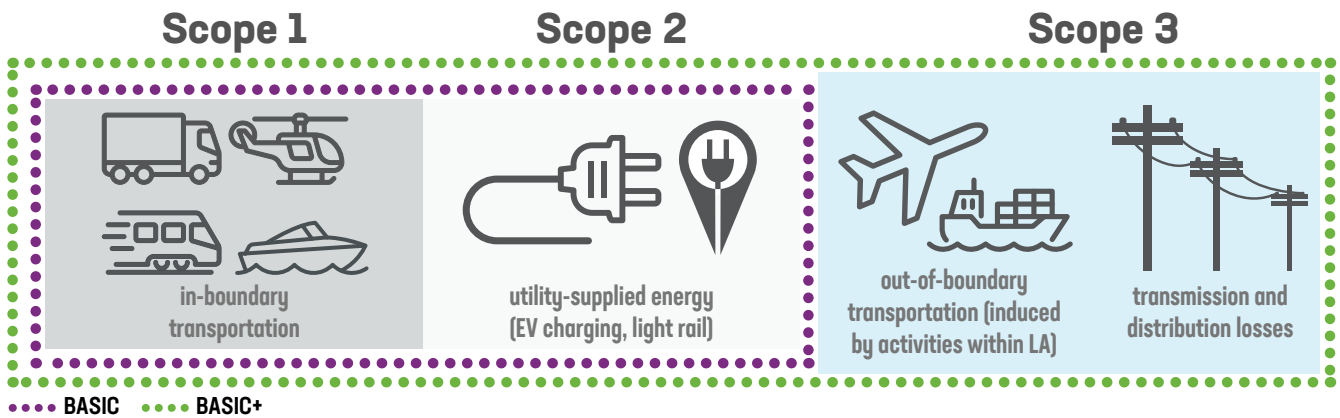 Scope 1
Scope 2
Scope 3
in-boundary
transportation
utility-supplied energy
(EV charging, light rail)
out-of-boundary
transportation (induced
by activities within LA)
transmission and
distribution losses
BASIC
BASIC+